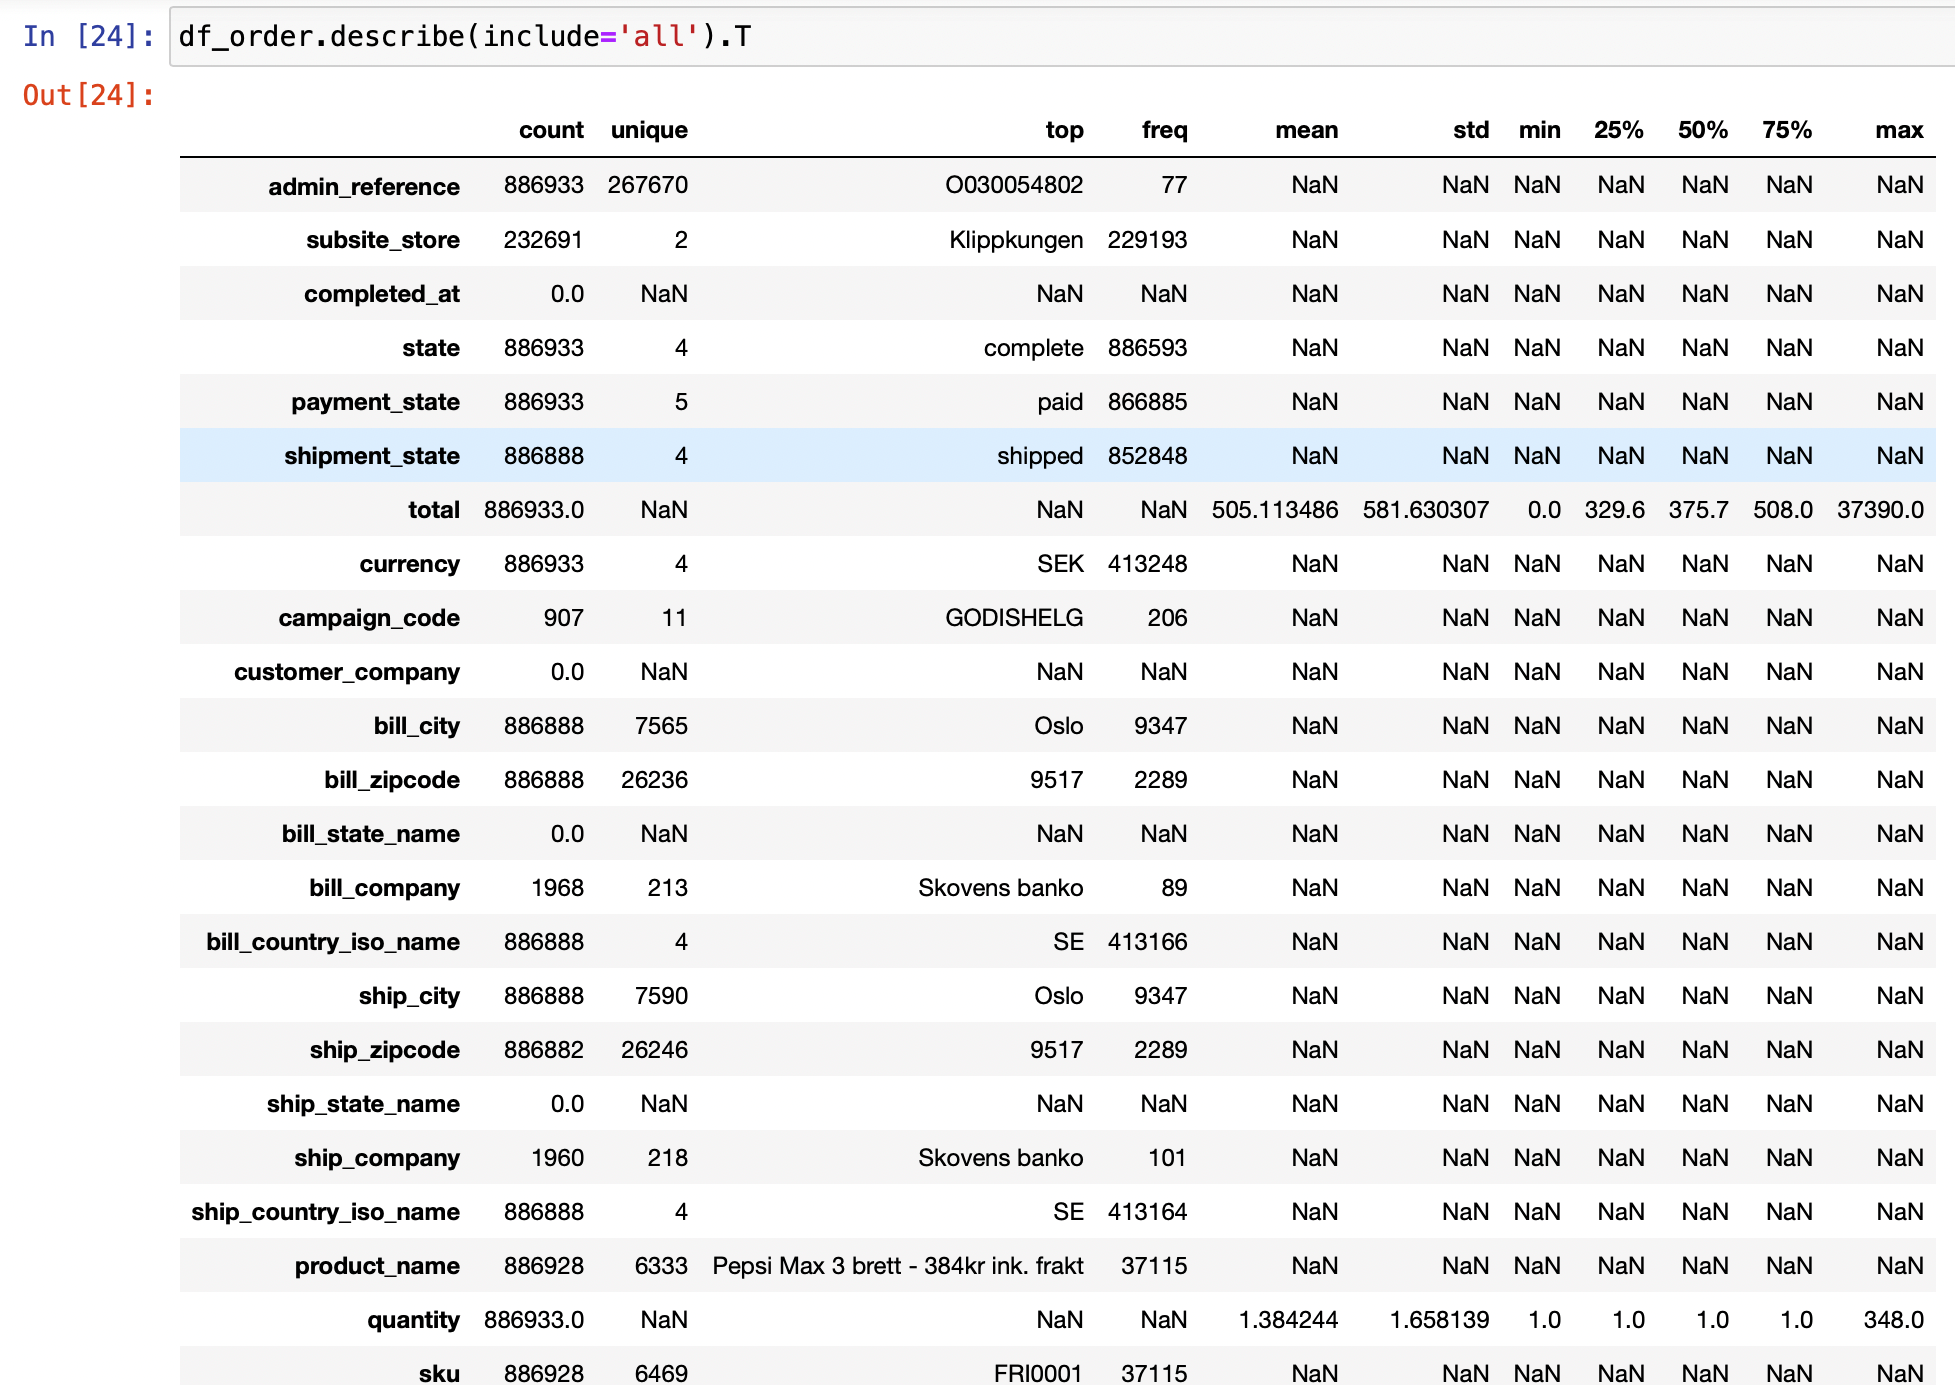 In [24]: df_order.describe(include='all').T
Out[24]:
count unique top freq mean std min 25% 50% 75% max
admin_reference 886933 267670 O030054802 77 NaN NaN NaN NaN NaN NaN NaN
subsite_store 232691 2 Klippkungen 229193 NaN NaN NaN NaN NaN NaN NaN
completed_at 0.0 NaN NaN NaN NaN NaN NaN NaN NaN NaN NaN
state 886933 4 complete 886593 NaN NaN NaN NaN NaN NaN NaN
payment_state 886933 5 paid 866885 NaN NaN NaN NaN NaN NaN NaN
shipment_state 886888 4 shipped 852848 NaN NaN NaN NaN NaN NaN NaN
total 886933.0 NaN NaN NaN 505.113486 581.630307 0.0 329.6 375.7 508.0 37390.0
currency 886933 4 SEK 413248 NaN NaN NaN NaN NaN NaN NaN
campaign_code 907 11 GODISHELG 206 NaN NaN NaN NaN NaN NaN NaN
customer_company 0.0 NaN NaN NaN NaN NaN NaN NaN NaN NaN NaN
bill_city 886888 7565 Oslo 9347 NaN NaN NaN NaN NaN NaN NaN
bill_zipcode 886888 26236 9517 2289 NaN NaN NaN NaN NaN NaN NaN
bill_state_name 0.0 NaN NaN NaN NaN NaN NaN NaN NaN NaN NaN
bill_company 1968 213 Skovens banko 89 NaN NaN NaN NaN NaN NaN NaN
bill_country_iso_name 886888 4 SE 413166 NaN NaN NaN NaN NaN NaN NaN
ship_city 886888 7590 Oslo 9347 NaN NaN NaN NaN NaN NaN NaN
ship_zipcode 886882 26246 9517 2289 NaN NaN NaN NaN NaN NaN NaN
ship_state_name 0.0 NaN NaN NaN NaN NaN NaN NaN NaN NaN NaN
ship_company 1960 218 Skovens banko 101 NaN NaN NaN NaN NaN NaN NaN
ship_country_iso_name 886888 4 SE 413164 NaN NaN NaN NaN NaN NaN NaN
product_name 886928 6333 Pepsi Max 3 brett - 384kr ink. frakt 37115 NaN NaN NaN NaN NaN NaN NaN
quantity 886933.0 NaN NaN NaN 1.384244 1.658139 1.0 1.0 1.0 1.0 348.0
sku 886928 6469 FRI0001 37115 NaN NaN NaN NaN NaN NaN NaN